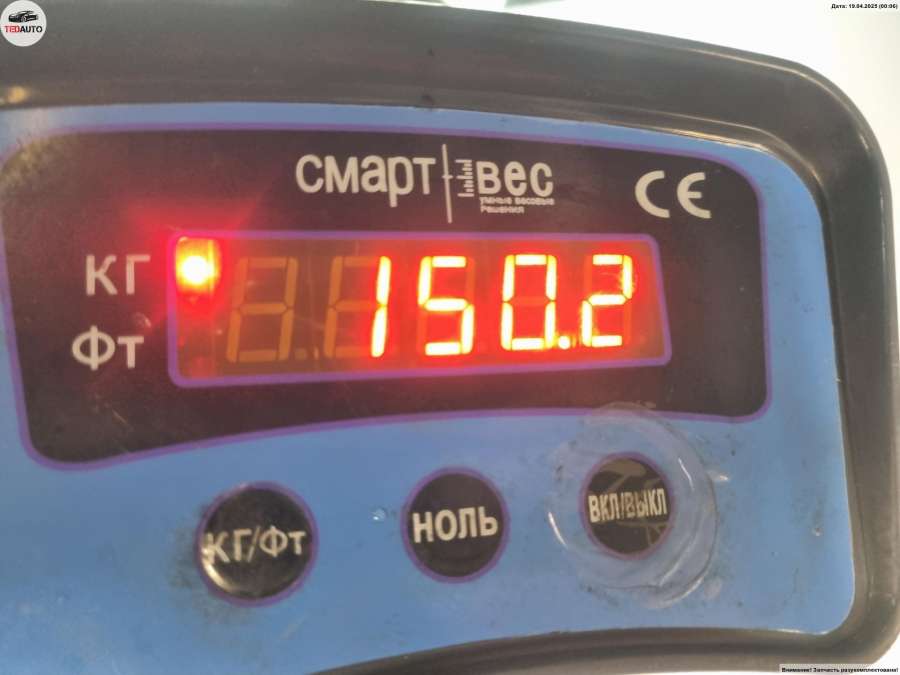 TEDAUTO
Дата: 19.04.2025 (00:06)
СМАРТ ВЕС
умные весовые
Решения
CE
КГ
150.2
ФТ
КГ/ФТ
НОЛЬ
ВКЛ/ВЫКЛ
Внимание! Запчасть разукомплектована!